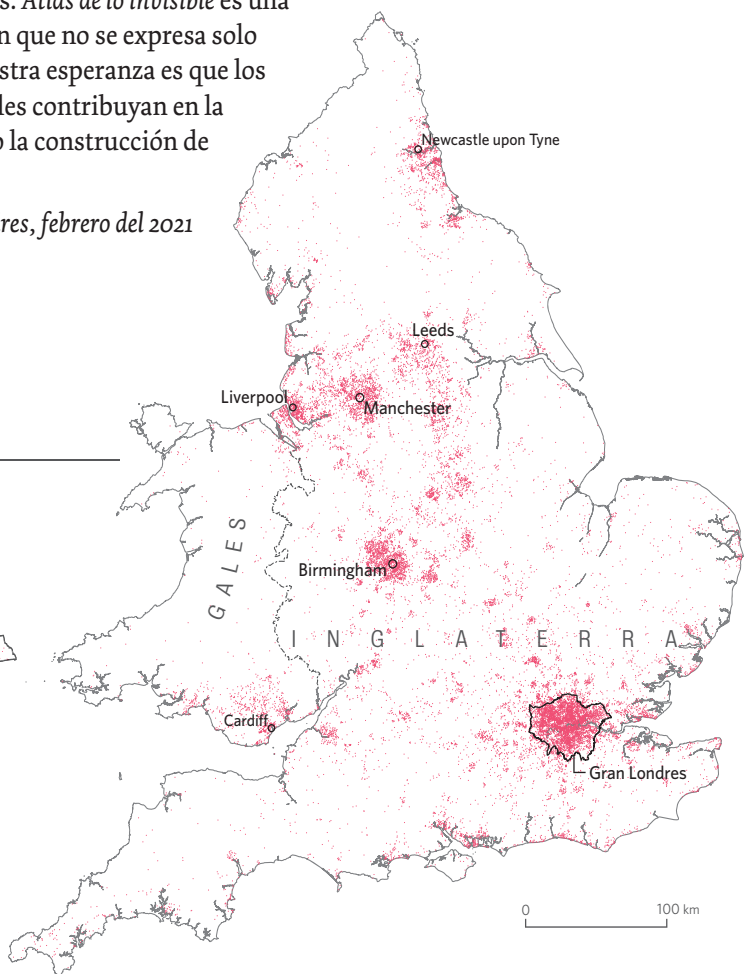 s. Atlas de lo invisible es una
n que no se expresa solo
stra esperanza es que los
les contribuyan en la
o la construcción de
res, febrero del 2021
Newcastle upon Tyne
Leeds
Liverpool
Manchester
GALES
Birmingham
INGLATERRA
Cardiff
Gran Londres
0 100 km